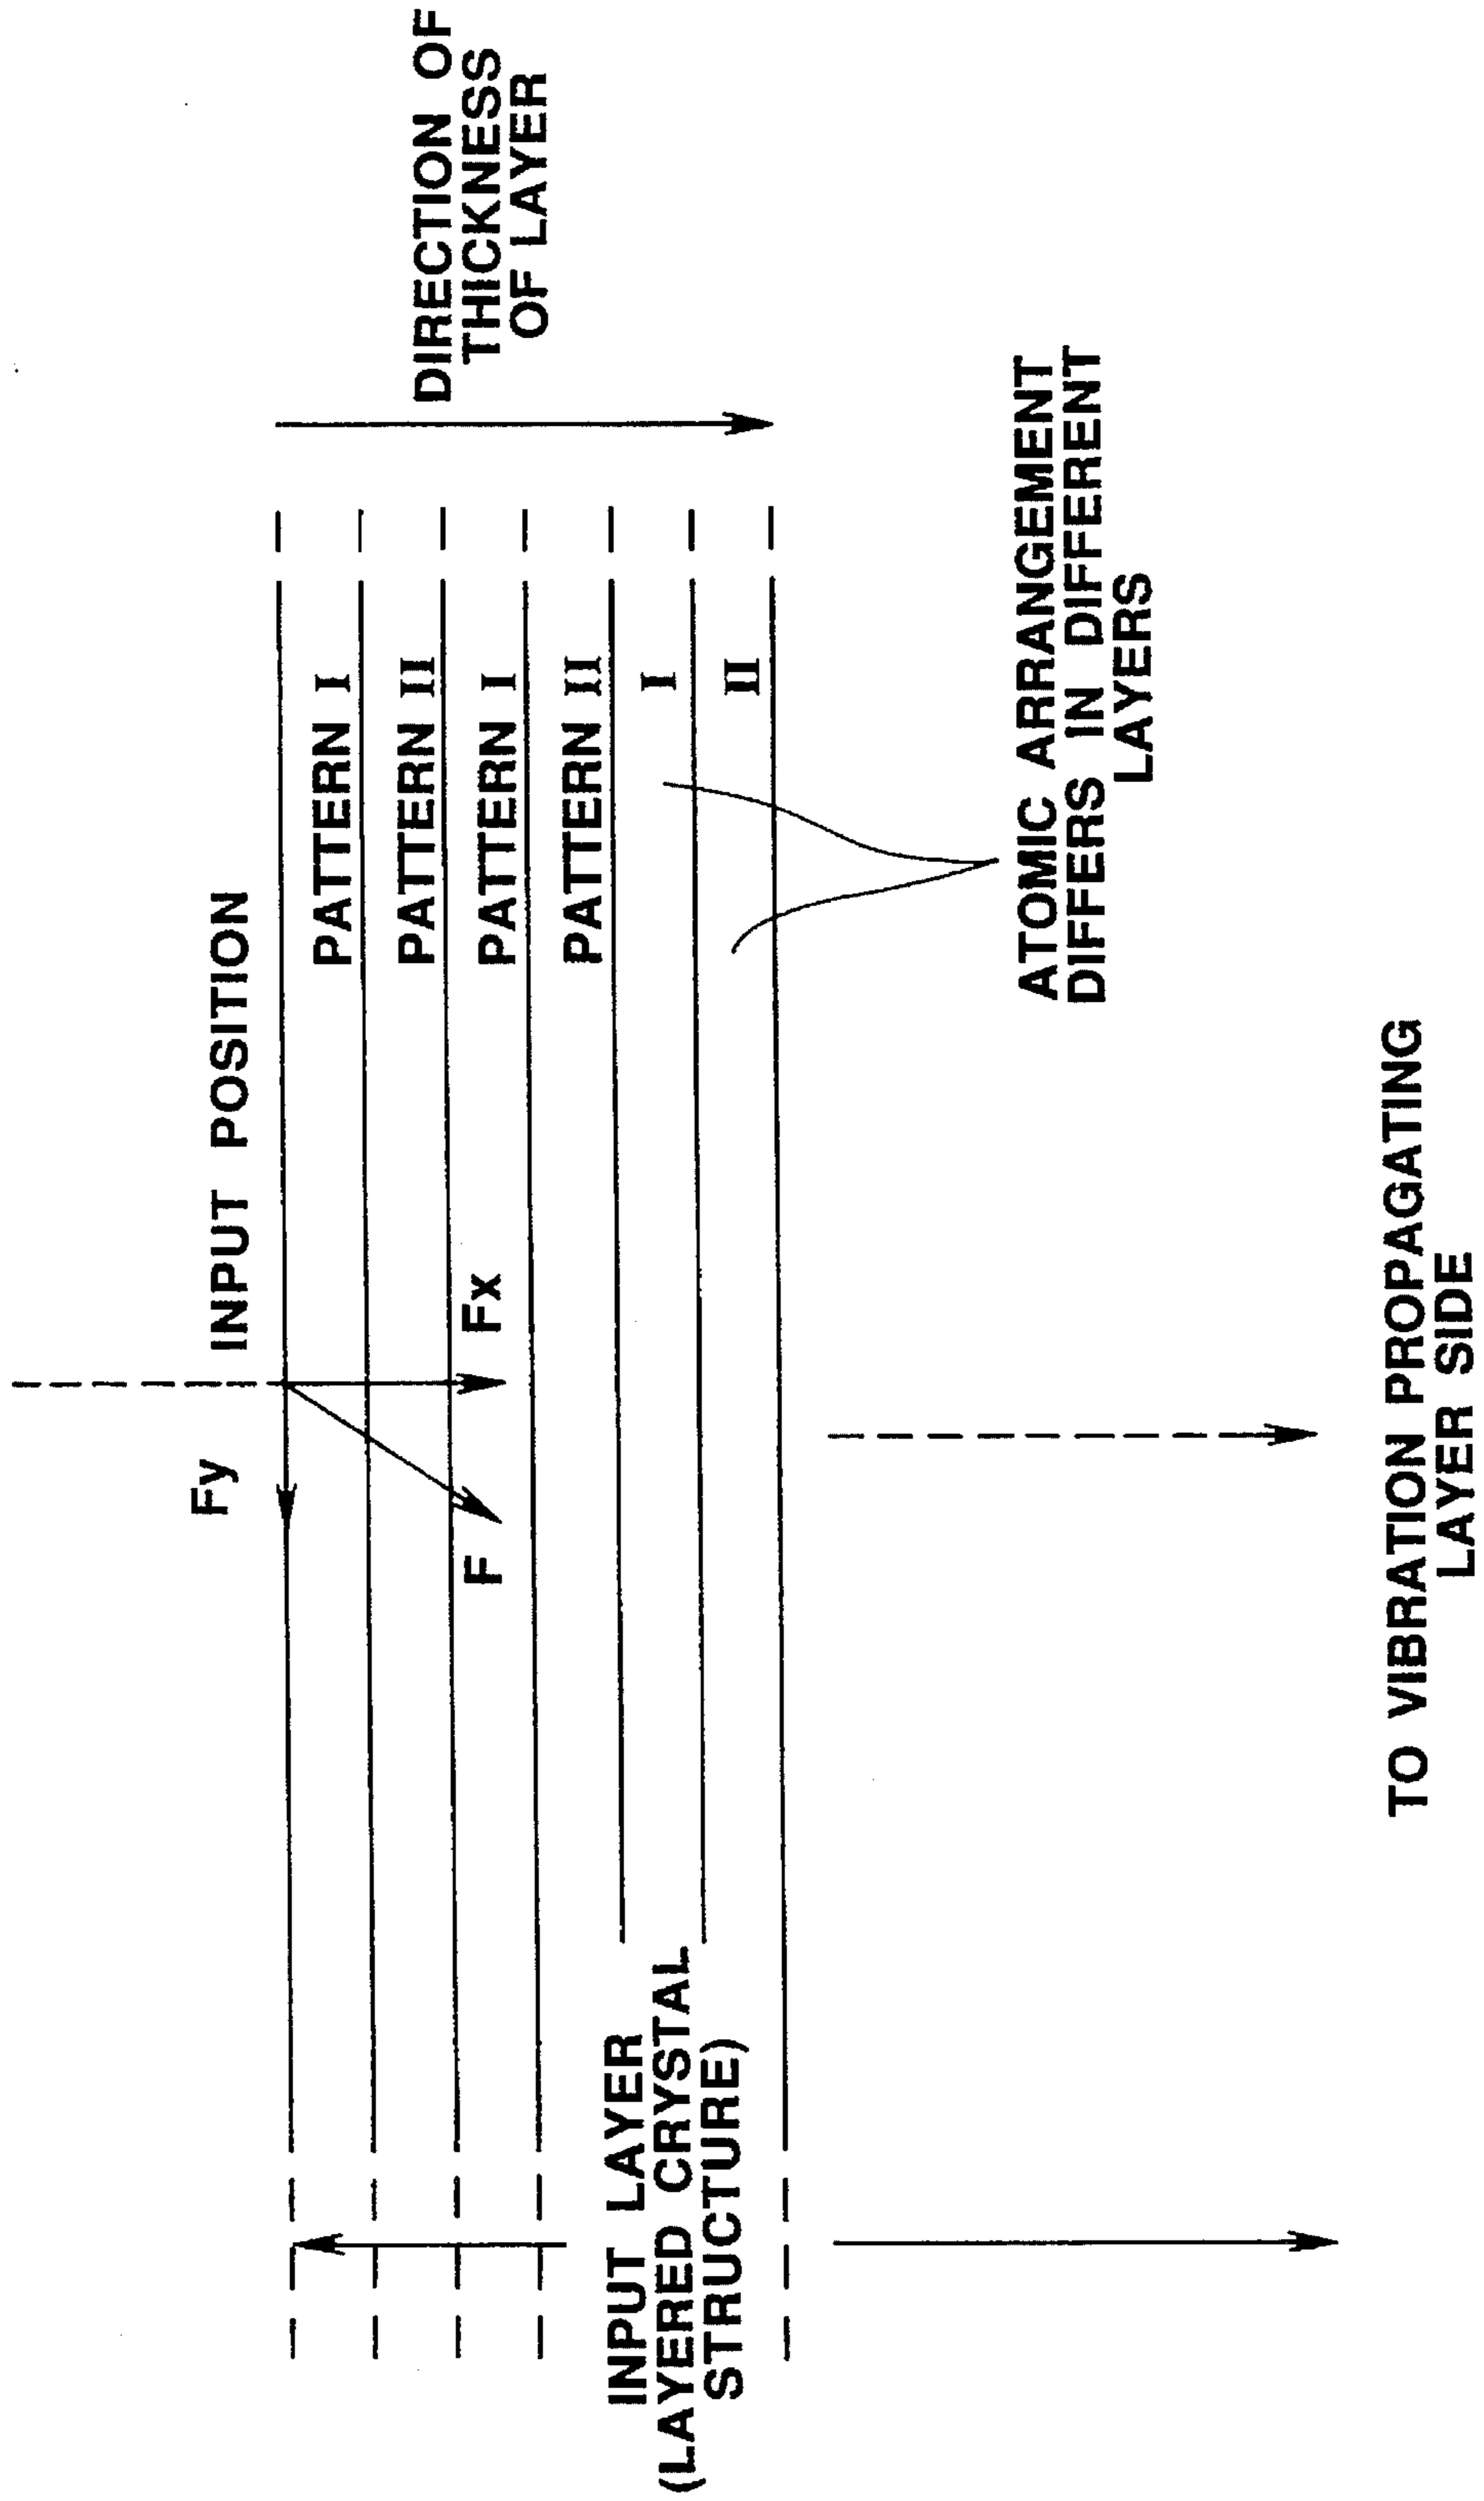 Fy
INPUT POSITION
PATTERN I
PATTERN II
PATTERN I
PATTERN II
I
II
F
Fx
DIRECTION OF
THICKNESS
OF LAYER
INPUT LAYER
(LAYERED CRYSTAL
STRUCTURE)
ATOMIC ARRANGEMENT
DIFFERS IN DIFFERENT
LAYERS
TO VIBRATION PROPAGATING
LAYER SIDE